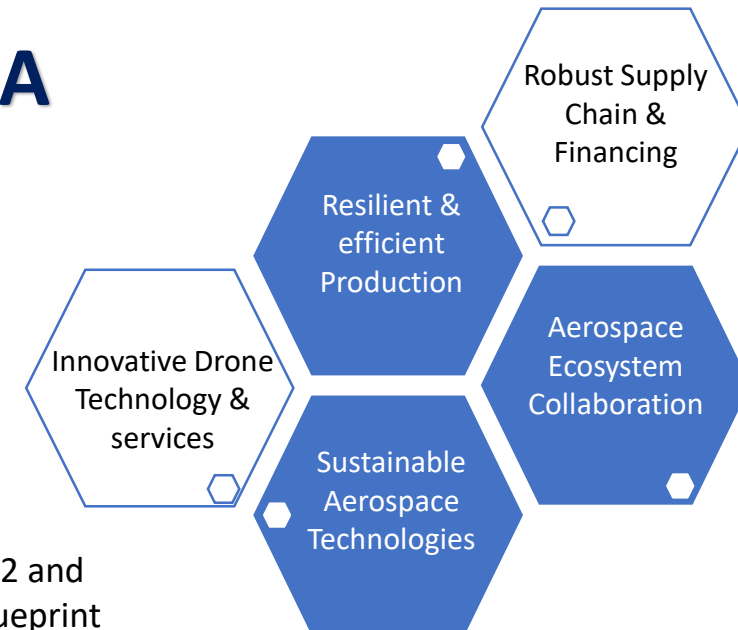 A
Robust Supply
Chain &
Financing
Resilient &
efficient
Production
Aerospace
Ecosystem
Collaboration
Innovative Drone
Technology &
services
Sustainable
Aerospace
Technologies
2 and
ueprint